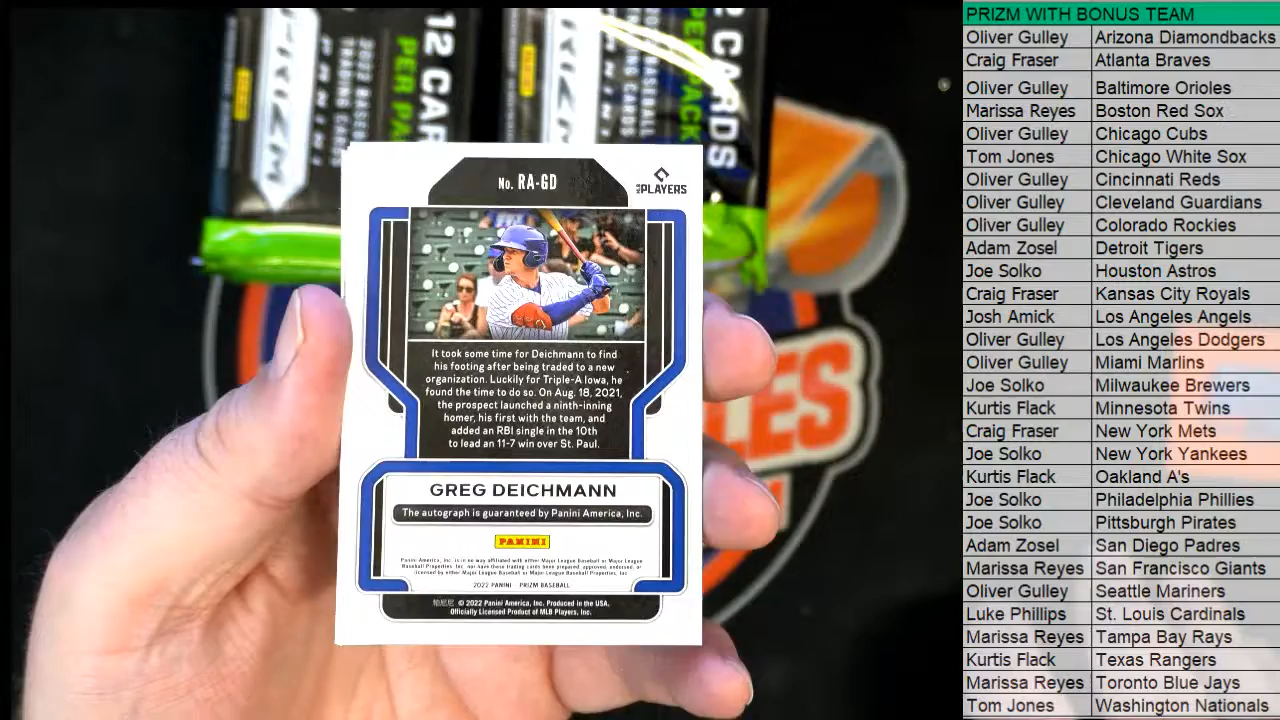 12 CARDS
PER PACK
2022 BASEBALL
TRADING CARDS
PANINI
PRIZM
No. RA-GD
MLB PLAYERS
It took some time for Deichmann to find
his footing after being traded to a new
organization. Luckily for Triple-A Iowa, he
found the time to do so. On Aug. 18, 2021,
the prospect launched a ninth-inning
homer, his first with the team, and
added an RBI single in the 10th
to lead an 11-7 win over St. Paul.
GREG DEICHMANN
The autograph is guaranteed by Panini America, Inc.
PANINI
Panini America, Inc. is in no way affiliated with either Major League Baseball or Major League
Baseball Properties, Inc. nor have these trading cards been prepared, approved, endorsed, or
licensed by either Major League Baseball or Major League Baseball Properties, Inc.
2022 PANINI PRIZM BASEBALL
© 2022 Panini America, Inc. Produced in the USA.
Officially Licensed Product of MLB Players, Inc.
PRIZM WITH BONUS TEAM
Oliver Gulley Arizona Diamondbacks
Craig Fraser Atlanta Braves
Oliver Gulley Baltimore Orioles
Marissa Reyes Boston Red Sox
Oliver Gulley Chicago Cubs
Tom Jones Chicago White Sox
Oliver Gulley Cincinnati Reds
Oliver Gulley Cleveland Guardians
Oliver Gulley Colorado Rockies
Adam Zosel Detroit Tigers
Joe Solko Houston Astros
Craig Fraser Kansas City Royals
Josh Amick Los Angeles Angels
Oliver Gulley Los Angeles Dodgers
Oliver Gulley Miami Marlins
Joe Solko Milwaukee Brewers
Kurtis Flack Minnesota Twins
Craig Fraser New York Mets
Joe Solko New York Yankees
Kurtis Flack Oakland A's
Joe Solko Philadelphia Phillies
Joe Solko Pittsburgh Pirates
Adam Zosel San Diego Padres
Marissa Reyes San Francisco Giants
Oliver Gulley Seattle Mariners
Luke Phillips St. Louis Cardinals
Marissa Reyes Tampa Bay Rays
Kurtis Flack Texas Rangers
Marissa Reyes Toronto Blue Jays
Tom Jones Washington Nationals